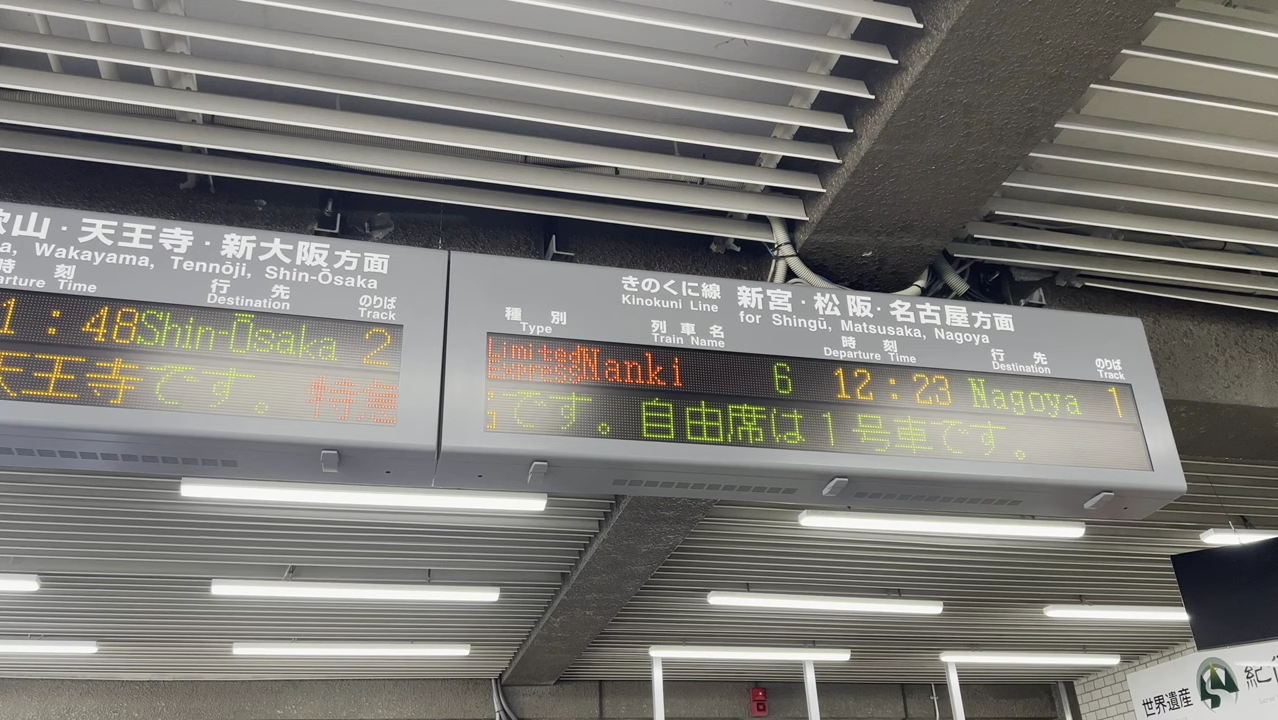 歌山・天王寺・新大阪方面
a, Wakayama, Tennōji, Shin-Ōsaka
時刻 行先 のりば
arture Time Destination Track
1:48 Shin-Ōsaka 2
天王寺です。 特急
きのくに線 新宮・松阪・名古屋方面
Kinokuni Line for Shingū, Matsusaka, Nagoya
種別 列車名 時刻 行先 のりば
Type Train Name Departure Time Destination Track
Limited Express Nanki 6 12:23 Nagoya 1
です。自由席は1号車です。
世界遺産 紀